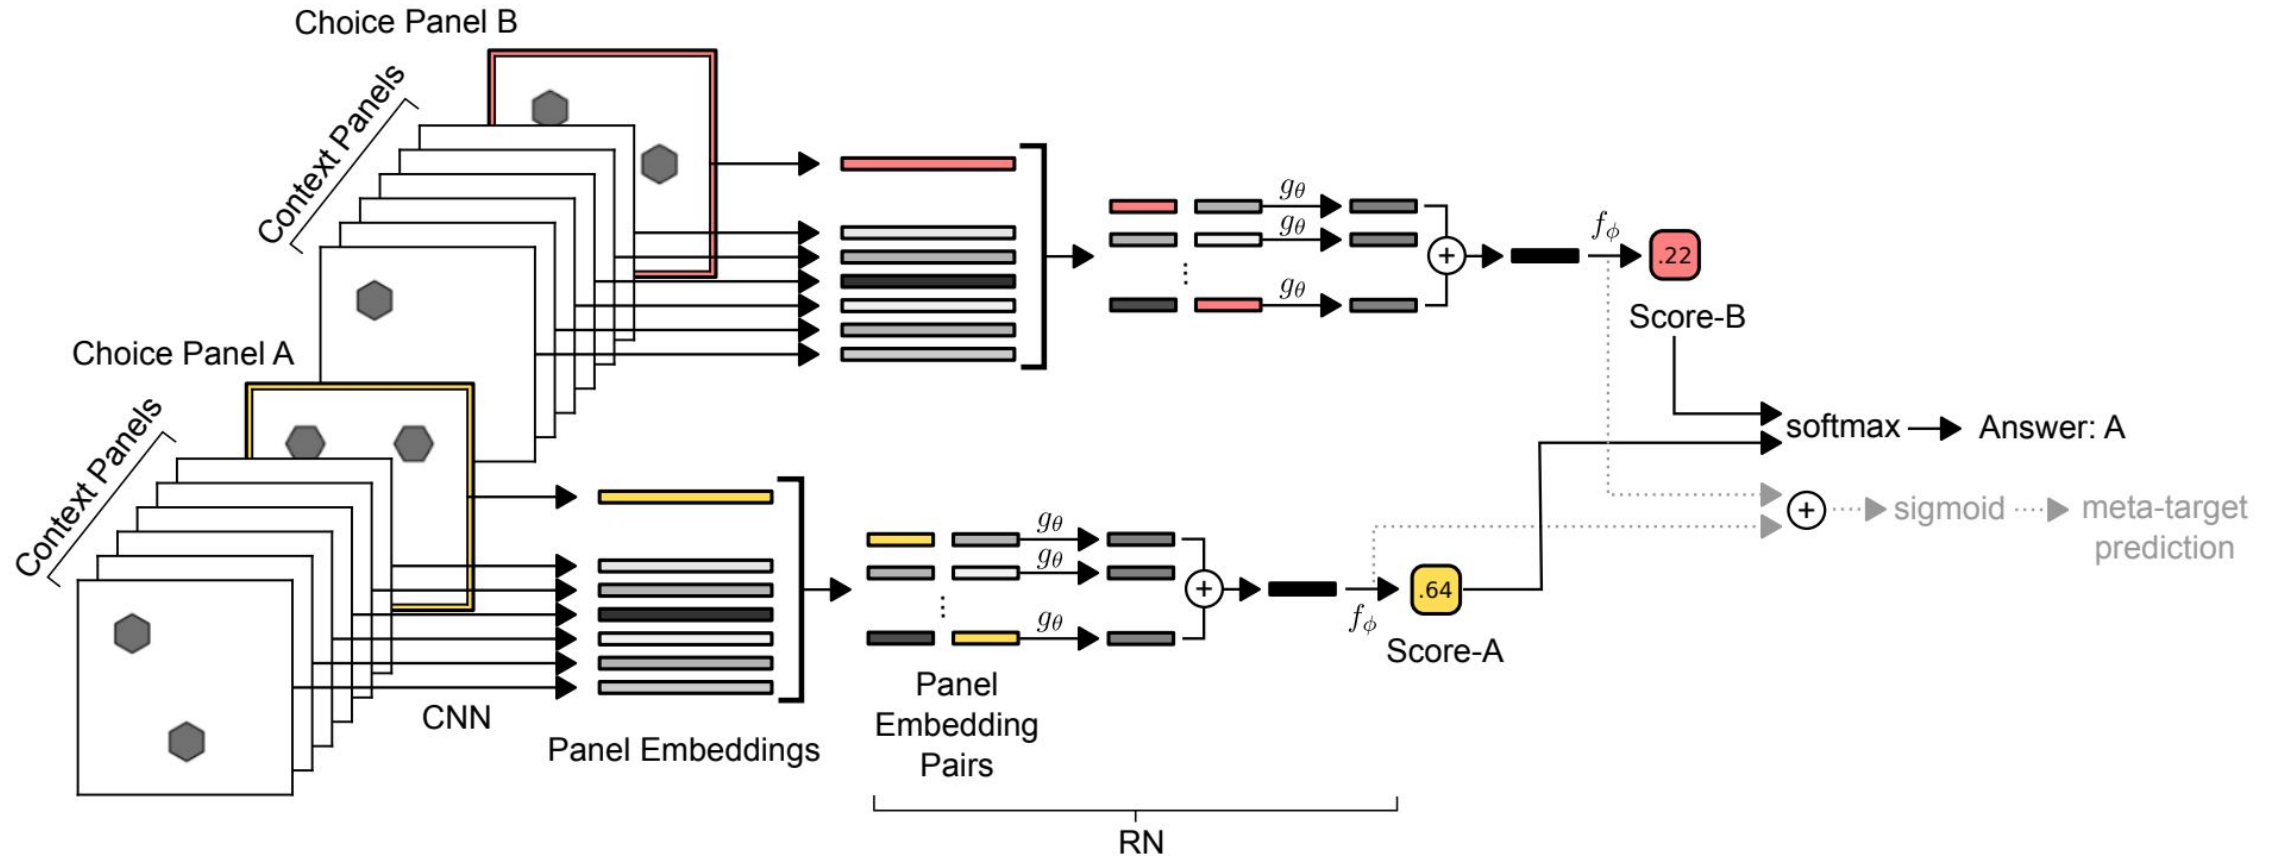 Choice Panel B
Context Panels
g_θ
g_θ
g_θ
f_ϕ
.22
Score-B
Choice Panel A
Context Panels
softmax
Answer: A
sigmoid
meta-target
prediction
g_θ
g_θ
g_θ
f_ϕ
.64
Score-A
CNN
Panel Embeddings
Panel
Embedding
Pairs
RN